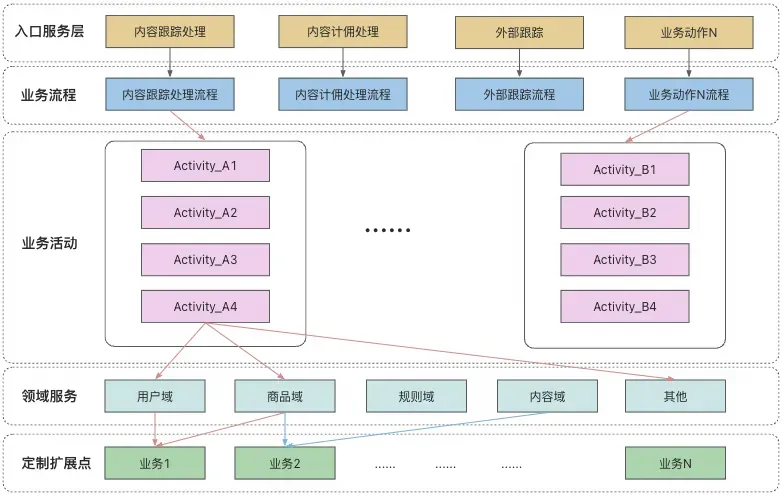 入口服务层
内容跟踪处理
内容计佣处理
外部跟踪
业务动作N
业务流程
内容跟踪处理流程
内容计佣处理流程
外部跟踪流程
业务动作N流程
业务活动
Activity_A1
Activity_A2
Activity_A3
Activity_A4
······
Activity_B1
Activity_B2
Activity_B3
Activity_B4
领域服务
用户域
商品域
规则域
内容域
其他
定制扩展点
业务1
业务2
......
......
......
业务N